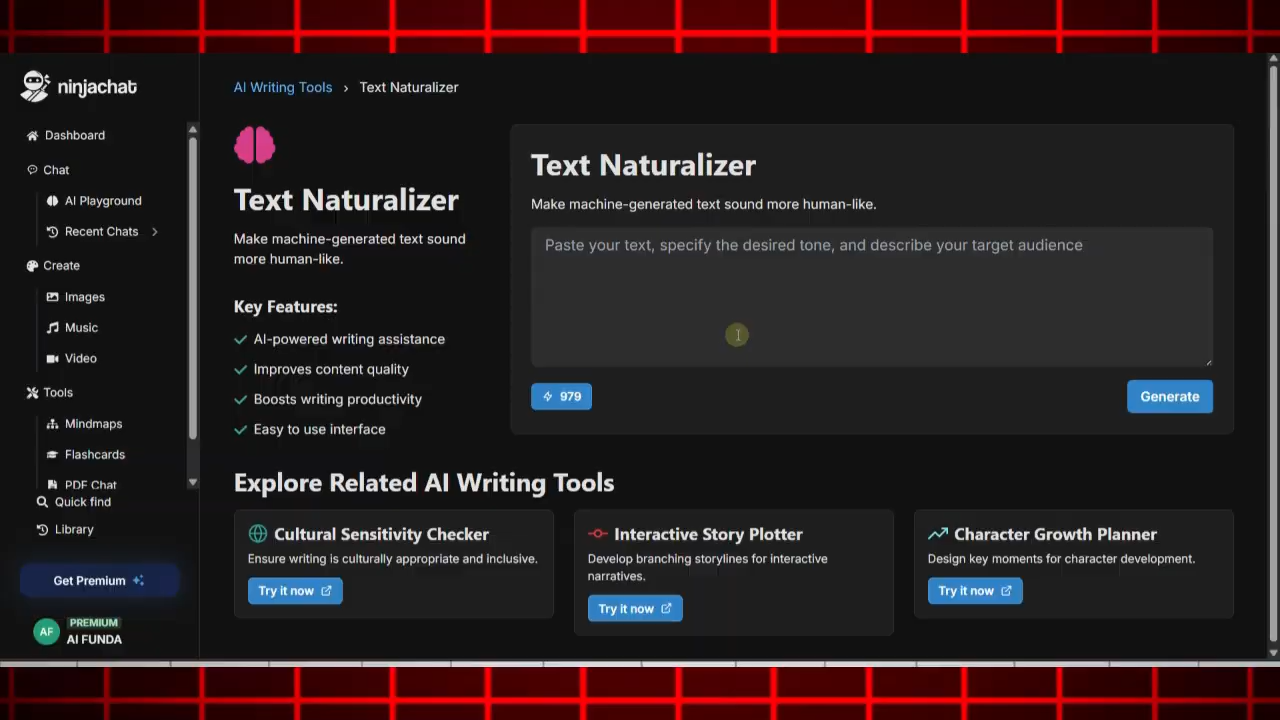 ninjachat
Dashboard
Chat
AI Playground
Recent Chats
Create
Images
Music
Video
Tools
Mindmaps
Flashcards
PDF Chat
Quick find
Library
Get Premium
AF
PREMIUM
AI FUNDA
AI Writing Tools › Text Naturalizer
Text Naturalizer
Make machine-generated text sound
more human-like.
Key Features:
AI-powered writing assistance
Improves content quality
Boosts writing productivity
Easy to use interface
Text Naturalizer
Make machine-generated text sound more human-like.
Paste your text, specify the desired tone, and describe your target audience
979
Generate
Explore Related AI Writing Tools
Cultural Sensitivity Checker
Ensure writing is culturally appropriate and inclusive.
Try it now
Interactive Story Plotter
Develop branching storylines for interactive
narratives.
Try it now
Character Growth Planner
Design key moments for character development.
Try it now